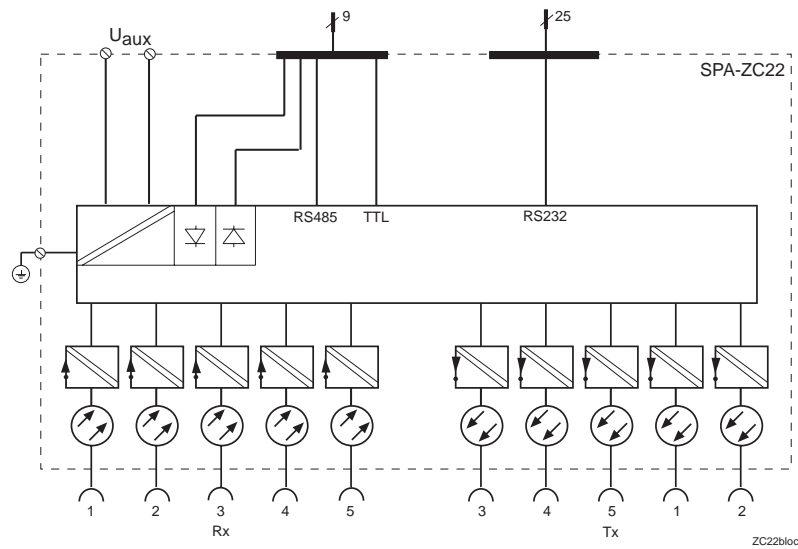 Uaux
9
25
SPA-ZC22
RS485 TTL RS232
1 2 3 4 5 3 4 5 1 2
Rx Tx
ZC22bloc